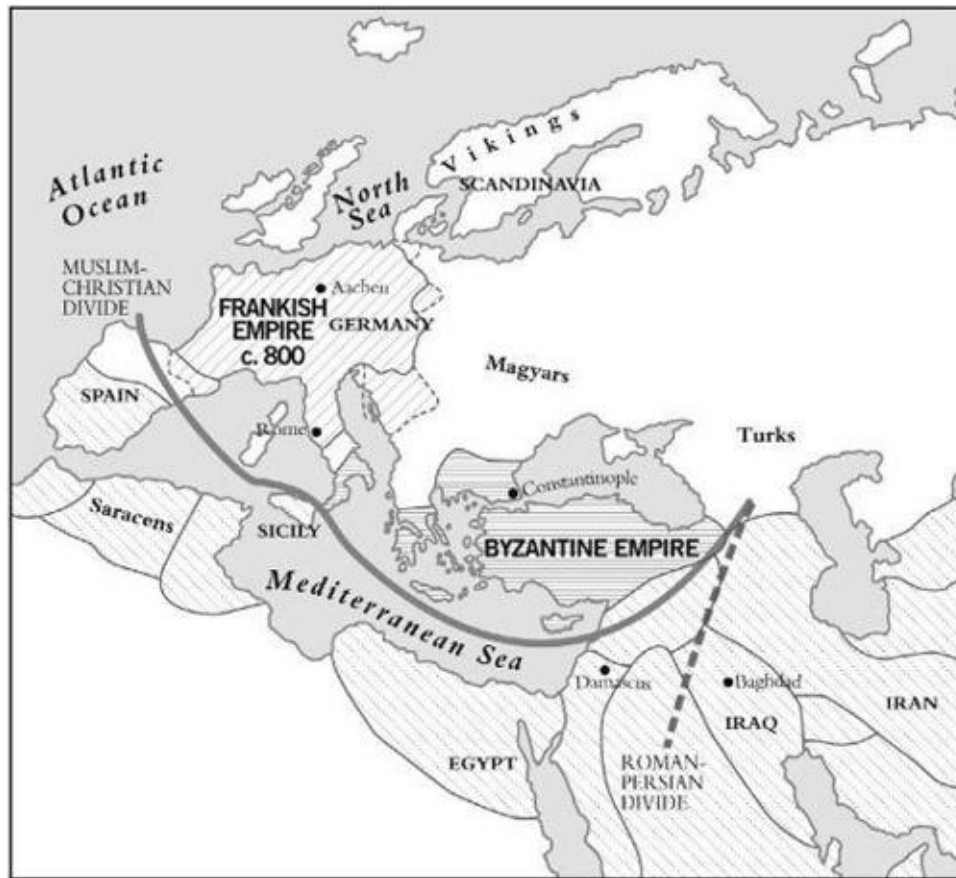 Atlantic
Ocean
North
Sea
Vikings
SCANDINAVIA
MUSLIM-
CHRISTIAN
DIVIDE
Aachen
FRANKISH
EMPIRE
c. 800
GERMANY
Magyars
SPAIN
Rome
Turks
Constantinople
Saracens
SICILY
BYZANTINE EMPIRE
Mediterranean Sea
Damascus
Baghdad
IRAN
IRAQ
EGYPT
ROMAN-
PERSIAN
DIVIDE